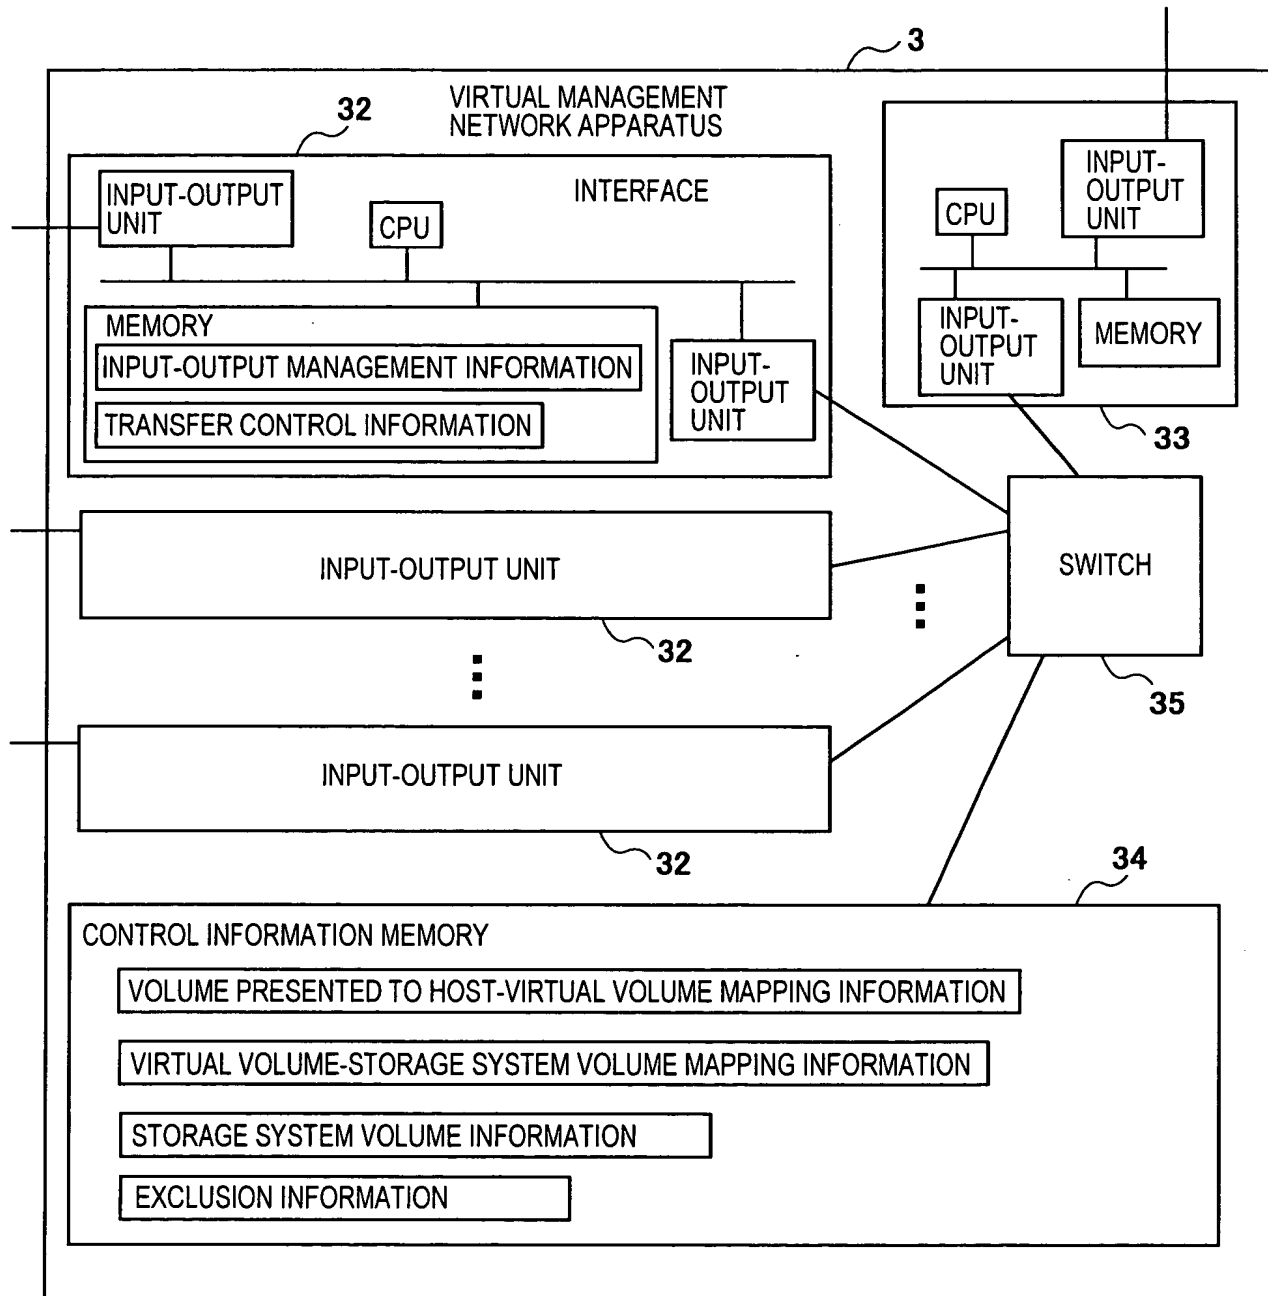 3
VIRTUAL MANAGEMENT
NETWORK APPARATUS
32
INTERFACE
INPUT-OUTPUT
UNIT
CPU
MEMORY
INPUT-OUTPUT MANAGEMENT INFORMATION
TRANSFER CONTROL INFORMATION
INPUT-
OUTPUT
UNIT
INPUT-
OUTPUT
UNIT
CPU
INPUT-
OUTPUT
UNIT
MEMORY
33
INPUT-OUTPUT UNIT
32
SWITCH
35
INPUT-OUTPUT UNIT
32
34
CONTROL INFORMATION MEMORY
VOLUME PRESENTED TO HOST-VIRTUAL VOLUME MAPPING INFORMATION
VIRTUAL VOLUME-STORAGE SYSTEM VOLUME MAPPING INFORMATION
STORAGE SYSTEM VOLUME INFORMATION
EXCLUSION INFORMATION